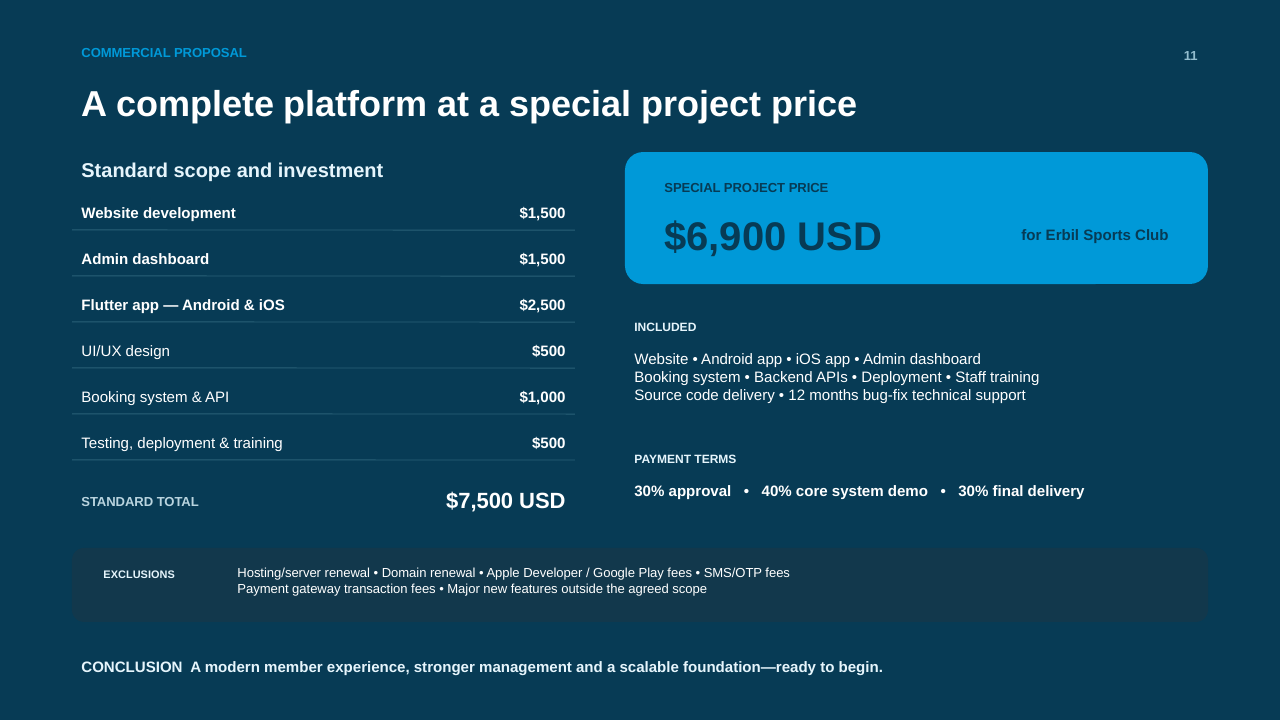 COMMERCIAL PROPOSAL
11
A complete platform at a special project price
Standard scope and investment
Website development $1,500
Admin dashboard $1,500
Flutter app — Android & iOS $2,500
UI/UX design $500
Booking system & API $1,000
Testing, deployment & training $500
STANDARD TOTAL $7,500 USD
SPECIAL PROJECT PRICE
$6,900 USD for Erbil Sports Club
INCLUDED
Website • Android app • iOS app • Admin dashboard
Booking system • Backend APIs • Deployment • Staff training
Source code delivery • 12 months bug-fix technical support
PAYMENT TERMS
30% approval • 40% core system demo • 30% final delivery
EXCLUSIONS
Hosting/server renewal • Domain renewal • Apple Developer / Google Play fees • SMS/OTP fees
Payment gateway transaction fees • Major new features outside the agreed scope
CONCLUSION A modern member experience, stronger management and a scalable foundation—ready to begin.